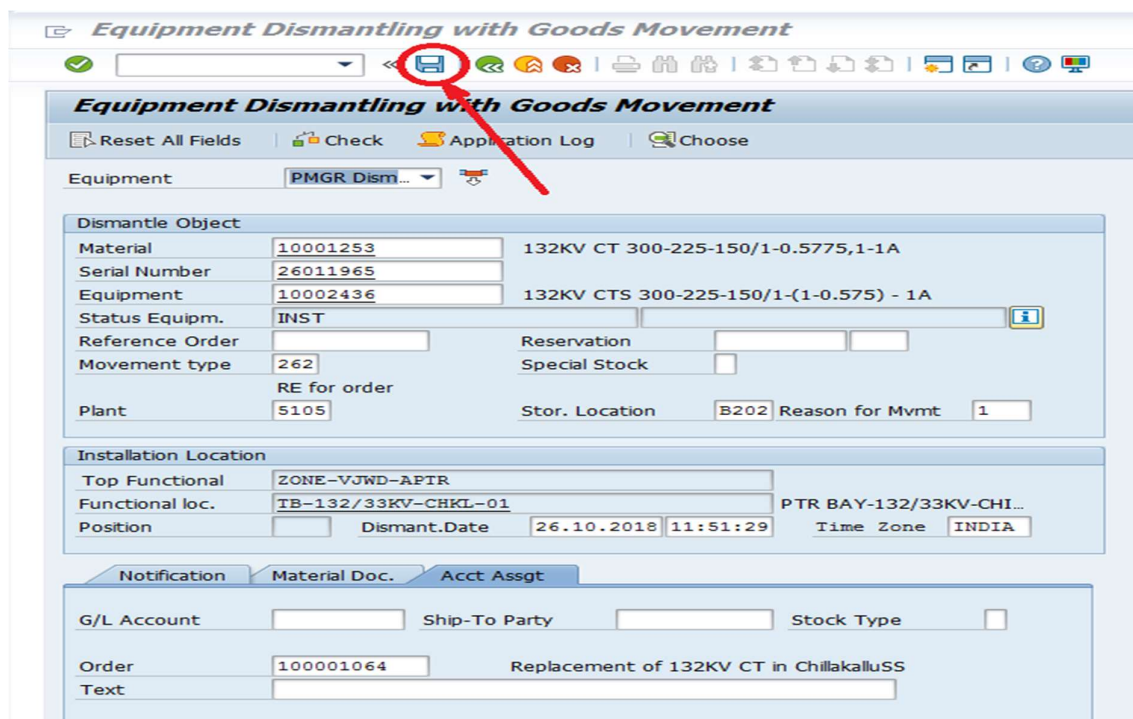 Equipment Dismantling with Goods Movement
Equipment Dismantling with Goods Movement
Reset All Fields Check Application Log Choose
Equipment PMGR Dism...
Dismantle Object
Material 10001253 132KV CT 300-225-150/1-0.5775,1-1A
Serial Number 26011965
Equipment 10002436 132KV CTS 300-225-150/1-(1-0.575) - 1A
Status Equipm. INST
Reference Order Reservation
Movement type 262 Special Stock
RE for order
Plant 5105 Stor. Location B202 Reason for Mvmt 1
Installation Location
Top Functional ZONE-VJWD-APTR
Functional loc. TB-132/33KV-CHKL-01 PTR BAY-132/33KV-CHI...
Position Dismant.Date 26.10.2018 11:51:29 Time Zone INDIA
Notification Material Doc. Acct Assgt
G/L Account Ship-To Party Stock Type
Order 100001064 Replacement of 132KV CT in ChillakalluSS
Text